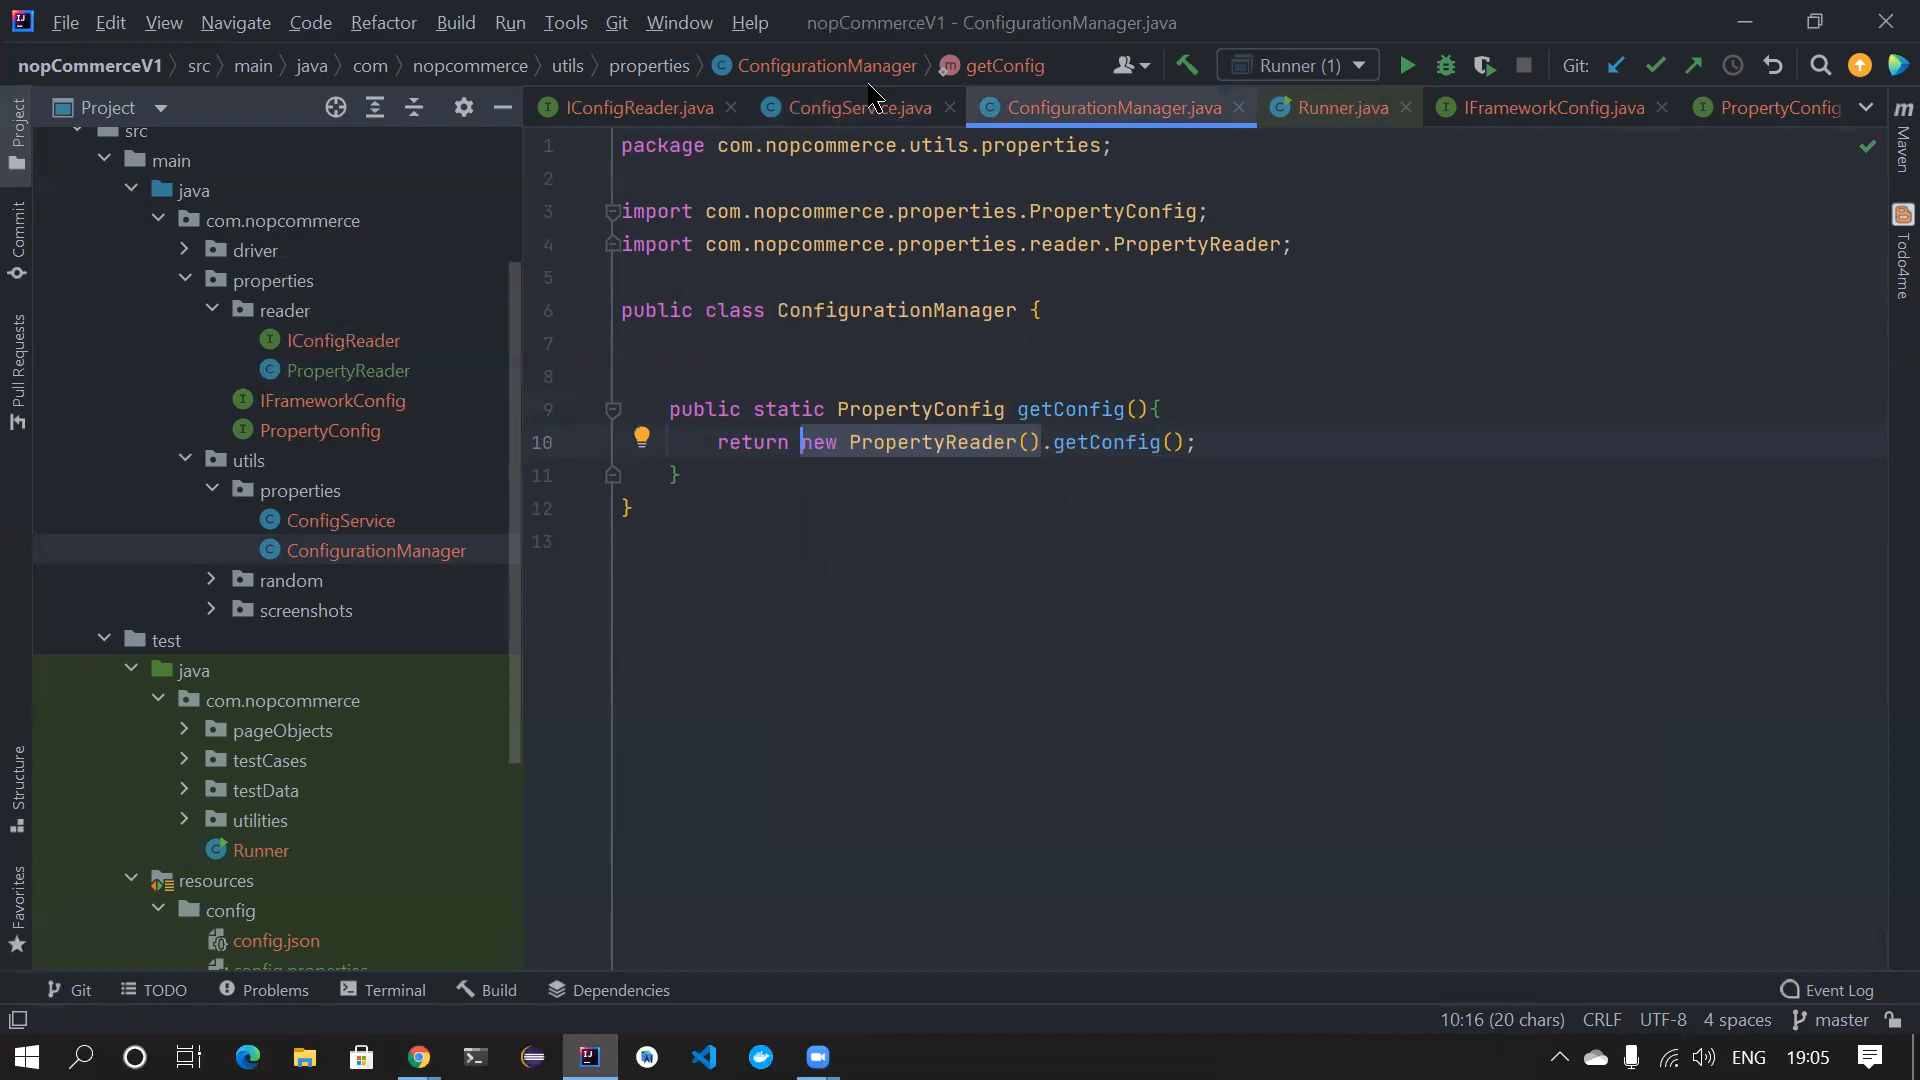 File Edit View Navigate Code Refactor Build Run Tools Git Window Help nopCommerceV1 - ConfigurationManager.java
nopCommerceV1 src main java com nopcommerce utils properties ConfigurationManager getConfig Runner (1) Git:
Project IConfigReader.java ConfigService.java ConfigurationManager.java Runner.java IFrameworkConfig.java PropertyConfig
Project
Commit
Pull Requests
Structure
Favorites
src
main
java
com.nopcommerce
driver
properties
reader
IConfigReader
PropertyReader
IFrameworkConfig
PropertyConfig
utils
properties
ConfigService
ConfigurationManager
random
screenshots
test
java
com.nopcommerce
pageObjects
testCases
testData
utilities
Runner
resources
config
config.json
config.properties
1 package com.nopcommerce.utils.properties;
2
3 import com.nopcommerce.properties.PropertyConfig;
4 import com.nopcommerce.properties.reader.PropertyReader;
5
6 public class ConfigurationManager {
7
8
9 public static PropertyConfig getConfig(){
10 return new PropertyReader().getConfig();
11 }
12 }
13
Maven
Todo4me
Git TODO Problems Terminal Build Dependencies Event Log
10:16 (20 chars) CRLF UTF-8 4 spaces master
ENG 19:05